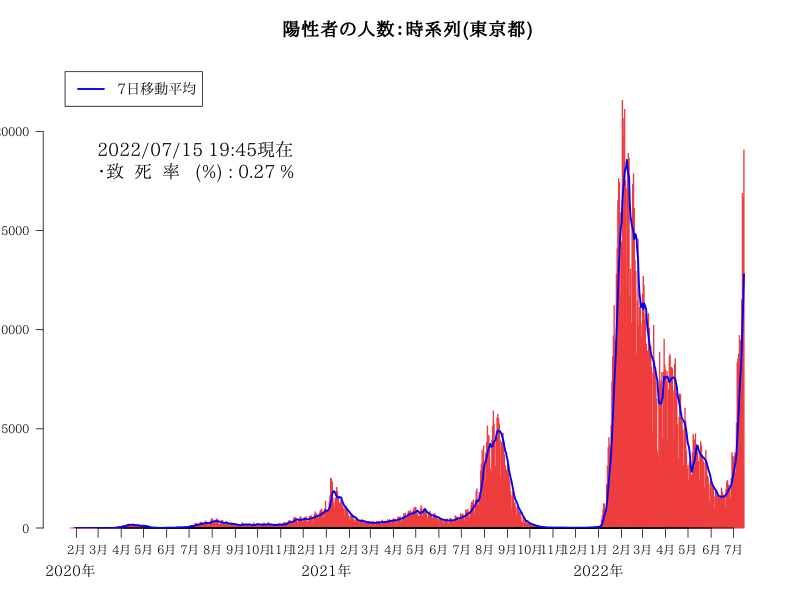 陽性者の人数:時系列(東京都)
7日移動平均
2022/07/15 19:45現在
・致 死 率 (%) : 0.27 %
20000
5000
0000
5000
0
2月 3月 4月 5月 6月 7月 8月 9月 10月 11月 12月 1月 2月 3月 4月 5月 6月 7月 8月 9月 10月 11月 12月 1月 2月 3月 4月 5月 6月 7月
2020年 2021年 2022年